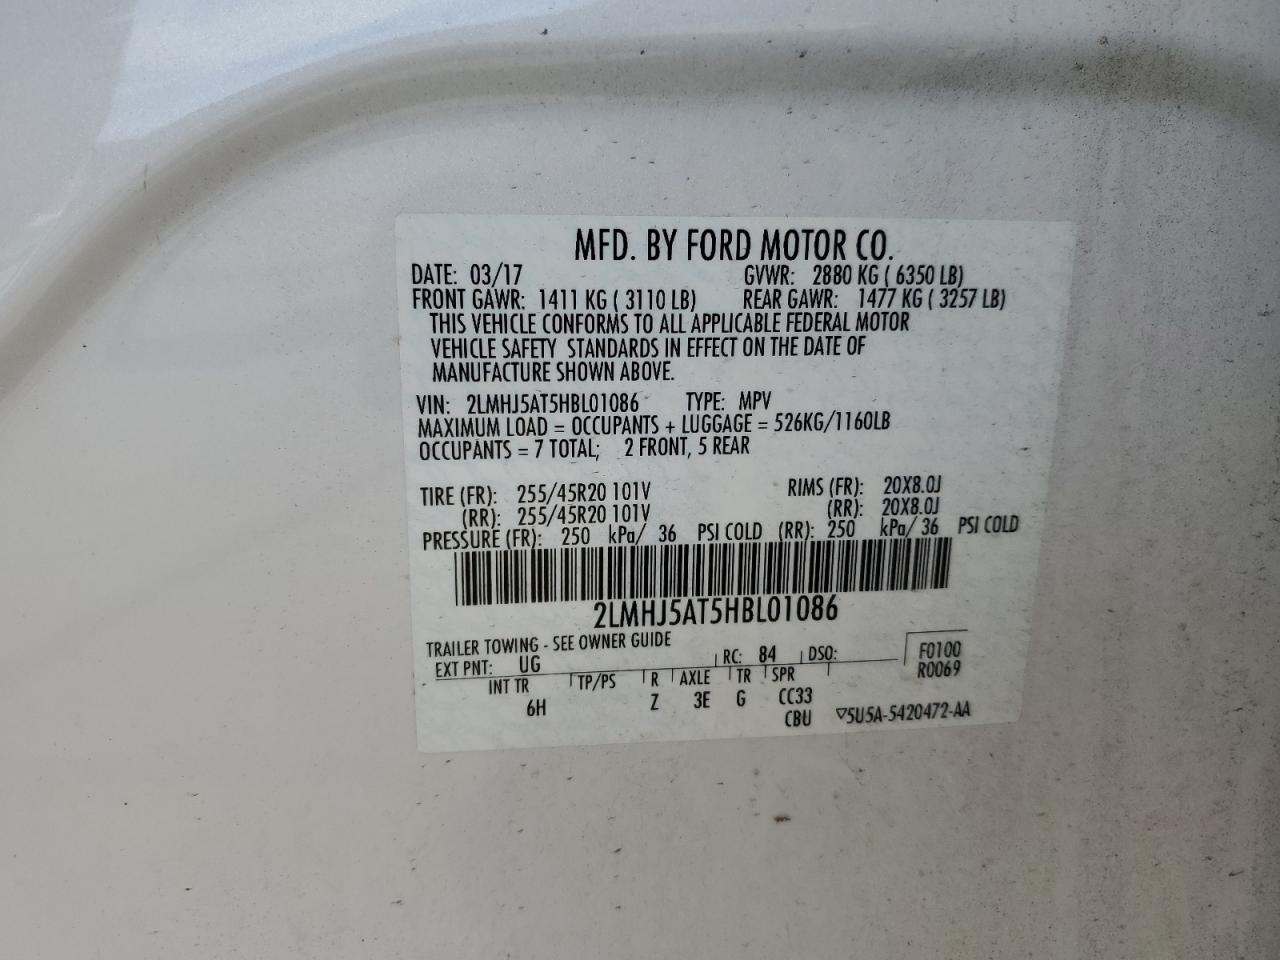 MFD. BY FORD MOTOR CO.
DATE: 03/17 GVWR: 2880 KG ( 6350 LB)
FRONT GAWR: 1411 KG ( 3110 LB) REAR GAWR: 1477 KG ( 3257 LB)
THIS VEHICLE CONFORMS TO ALL APPLICABLE FEDERAL MOTOR
VEHICLE SAFETY STANDARDS IN EFFECT ON THE DATE OF
MANUFACTURE SHOWN ABOVE.
VIN: 2LMHJ5AT5HBL01086 TYPE: MPV
MAXIMUM LOAD = OCCUPANTS + LUGGAGE = 526KG/1160LB
OCCUPANTS = 7 TOTAL; 2 FRONT, 5 REAR
TIRE (FR): 255/45R20 101V RIMS (FR): 20X8.0J
(RR): 255/45R20 101V (RR): 20X8.0J
PRESSURE (FR): 250 kPa/ 36 PSI COLD (RR): 250 kPa/ 36 PSI COLD
2LMHJ5AT5HBL01086
TRAILER TOWING - SEE OWNER GUIDE
EXT PNT: UG RC: 84 DSO: F0100
R0069
INT TR TP/PS R AXLE TR SPR
6H Z 3E G CC33
CBU ▽5U5A-5420472-AA